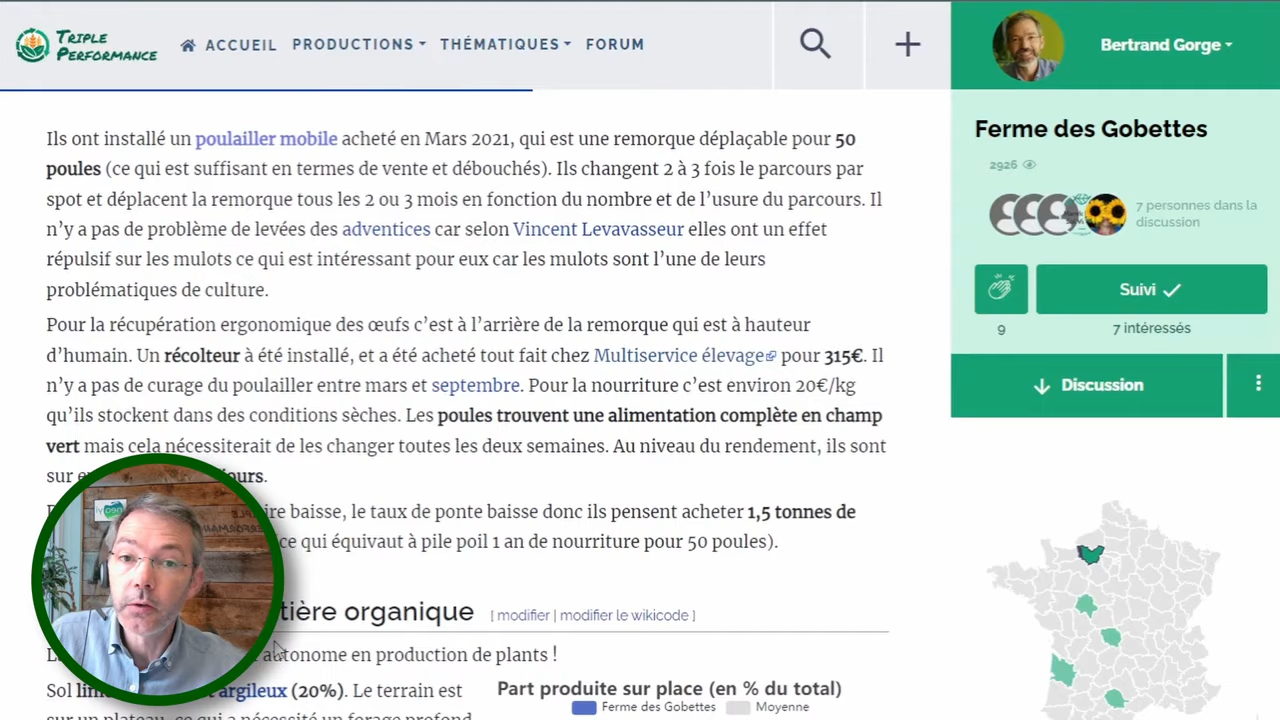 TRIPLE PERFORMANCE
ACCUEIL PRODUCTIONS THÉMATIQUES FORUM
Bertrand Gorge
Ils ont installé un poulailler mobile acheté en Mars 2021, qui est une remorque déplaçable pour 50
poules (ce qui est suffisant en termes de vente et débouchés). Ils changent 2 à 3 fois le parcours par
spot et déplacent la remorque tous les 2 ou 3 mois en fonction du nombre et de l’usure du parcours. Il
n’y a pas de problème de levées des adventices car selon Vincent Levavasseur elles ont un effet
répulsif sur les mulots ce qui est intéressant pour eux car les mulots sont l’une de leurs
problématiques de culture.
Pour la récupération ergonomique des œufs c’est à l’arrière de la remorque qui est à hauteur
d’humain. Un récolteur à été installé, et a été acheté tout fait chez Multiservice élevage pour 315€. Il
n’y a pas de curage du poulailler entre mars et septembre. Pour la nourriture c’est environ 20€/kg
qu’ils stockent dans des conditions sèches. Les poules trouvent une alimentation complète en champ
vert mais cela nécessiterait de les changer toutes les deux semaines. Au niveau du rendement, ils sont
sur jours.
baisse, le taux de ponte baisse donc ils pensent acheter 1,5 tonnes de
ce qui équivaut à pile poil 1 an de nourriture pour 50 poules).
tière organique [ modifier | modifier le wikicode ]
autonome en production de plants !
Sol argileux (20%). Le terrain est
sur un plateau, ce qui a nécessité un forage profond
Part produite sur place (en % du total)
Ferme des Gobettes Moyenne
Ferme des Gobettes
2926
7 personnes dans la
discussion
Suivi
9 7 intéressés
Discussion